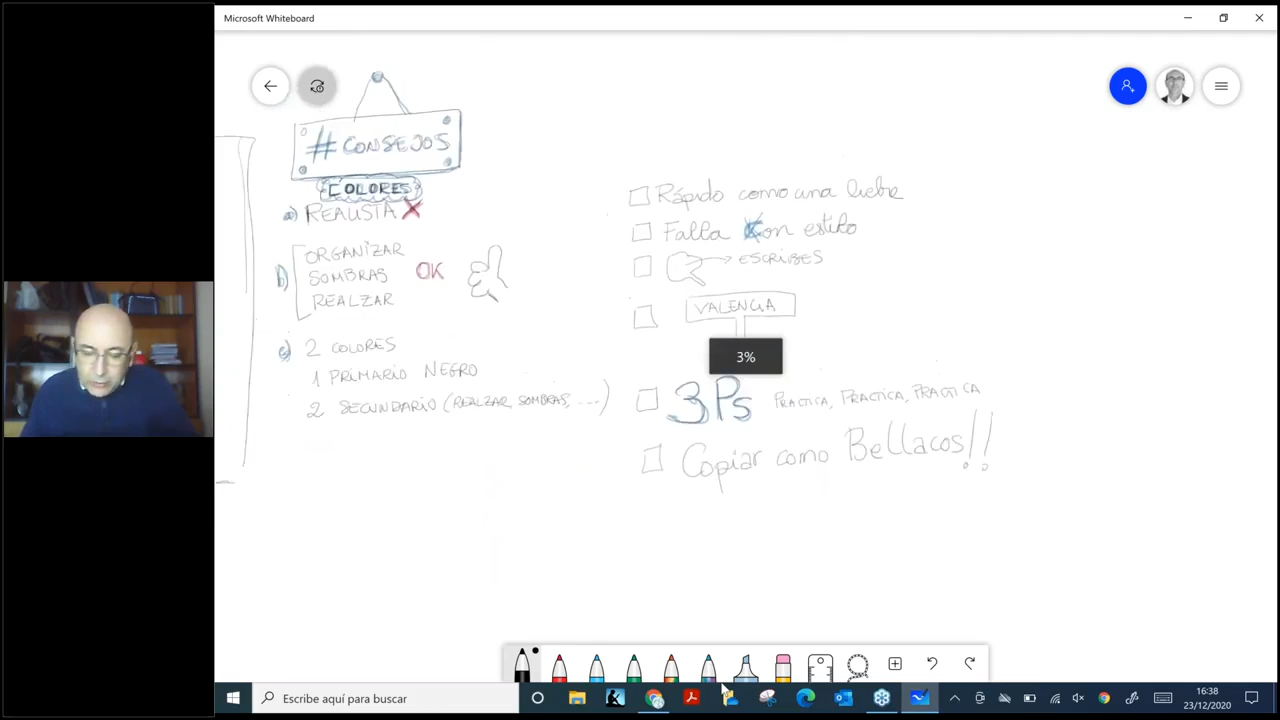 Microsoft Whiteboard
#CONSEJOS
COLORES
a) REALISTA X
b) ORGANIZAR
SOMBRAS OK
REALZAR
c) 2 COLORES
1 PRIMARIO NEGRO
2 SECUNDARIO (REALZAR, SOMBRAS, ....)
Rápido como una liebre
Falla Con estilo
ESCRIBES
VALENCIA
3%
3Ps PRACTICA, PRACTICA, PRACTICA
Copiar como Bellacos!!
Escribe aquí para buscar
16:38
23/12/2020